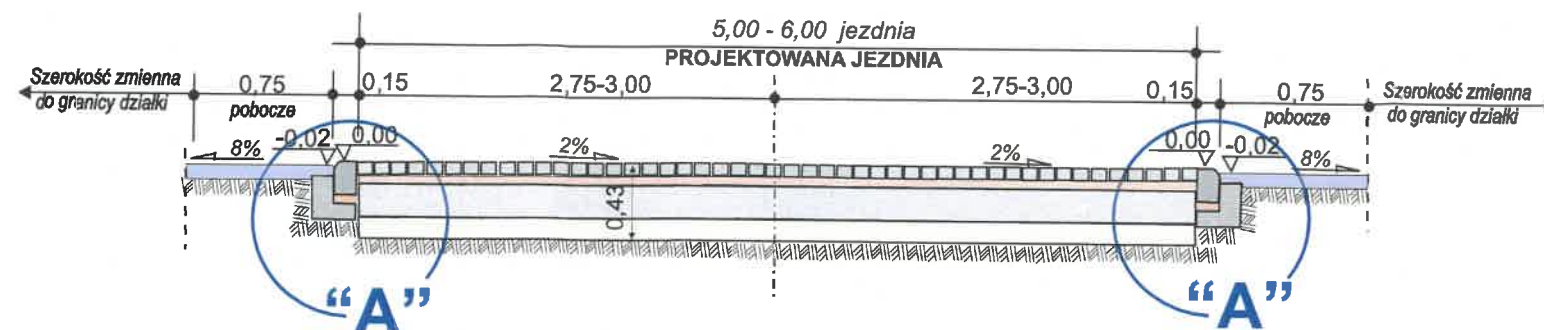 5,00 - 6,00 jezdnia
PROJEKTOWANA JEZDNIA
Szerokość zmienna
do granicy działki
0,75
pobocze
0,15
2,75-3,00
2,75-3,00
0,15
0,75
pobocze
Szerokość zmienna
do granicy działki
8%
-0,02
0,00
2%
2%
0,00
-0,02
8%
0,43
“A”
“A”